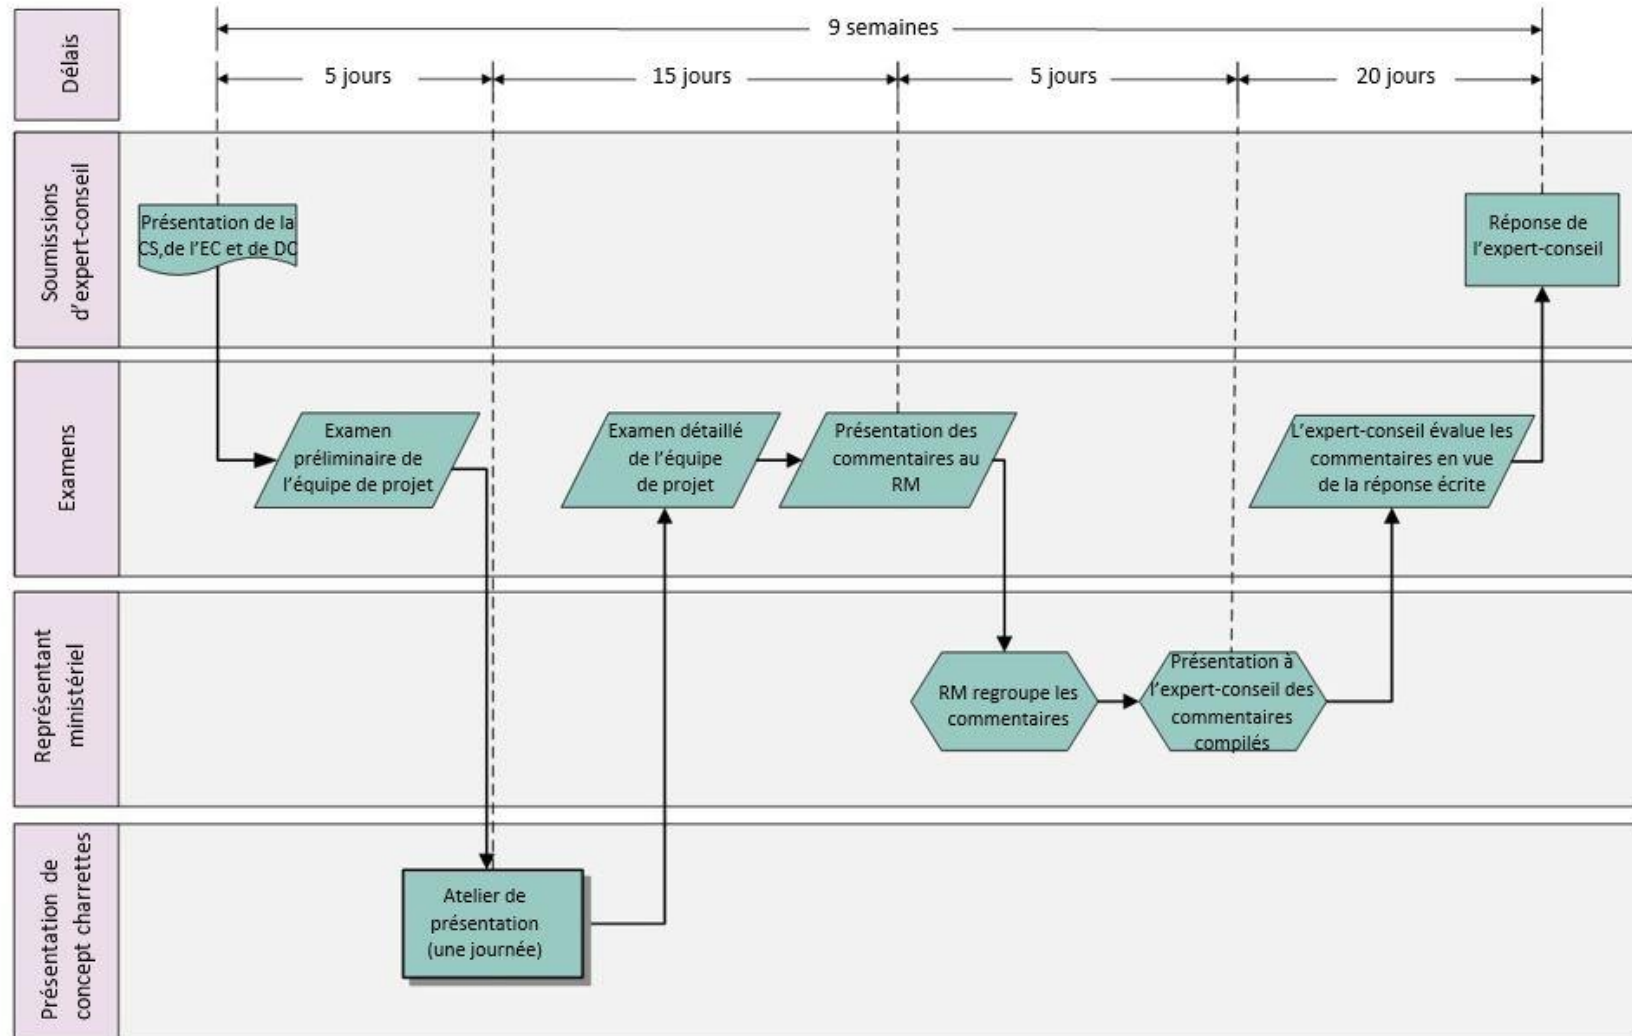 Délais
9 semaines
5 jours
15 jours
5 jours
20 jours
Soumissions
d'expert-conseil
Présentation de la
CS,de l'EC et de DC
Réponse de
l'expert-conseil
Examens
Examen
préliminaire de
l'équipe de projet
Examen détaillé
de l'équipe
de projet
Présentation des
commentaires au
RM
L'expert-conseil évalue les
commentaires en vue
de la réponse écrite
Représentant
ministériel
RM regroupe les
commentaires
Présentation à
l'expert-conseil des
commentaires
compilés
Présentation de
concept charrettes
Atelier de
présentation
(une journée)